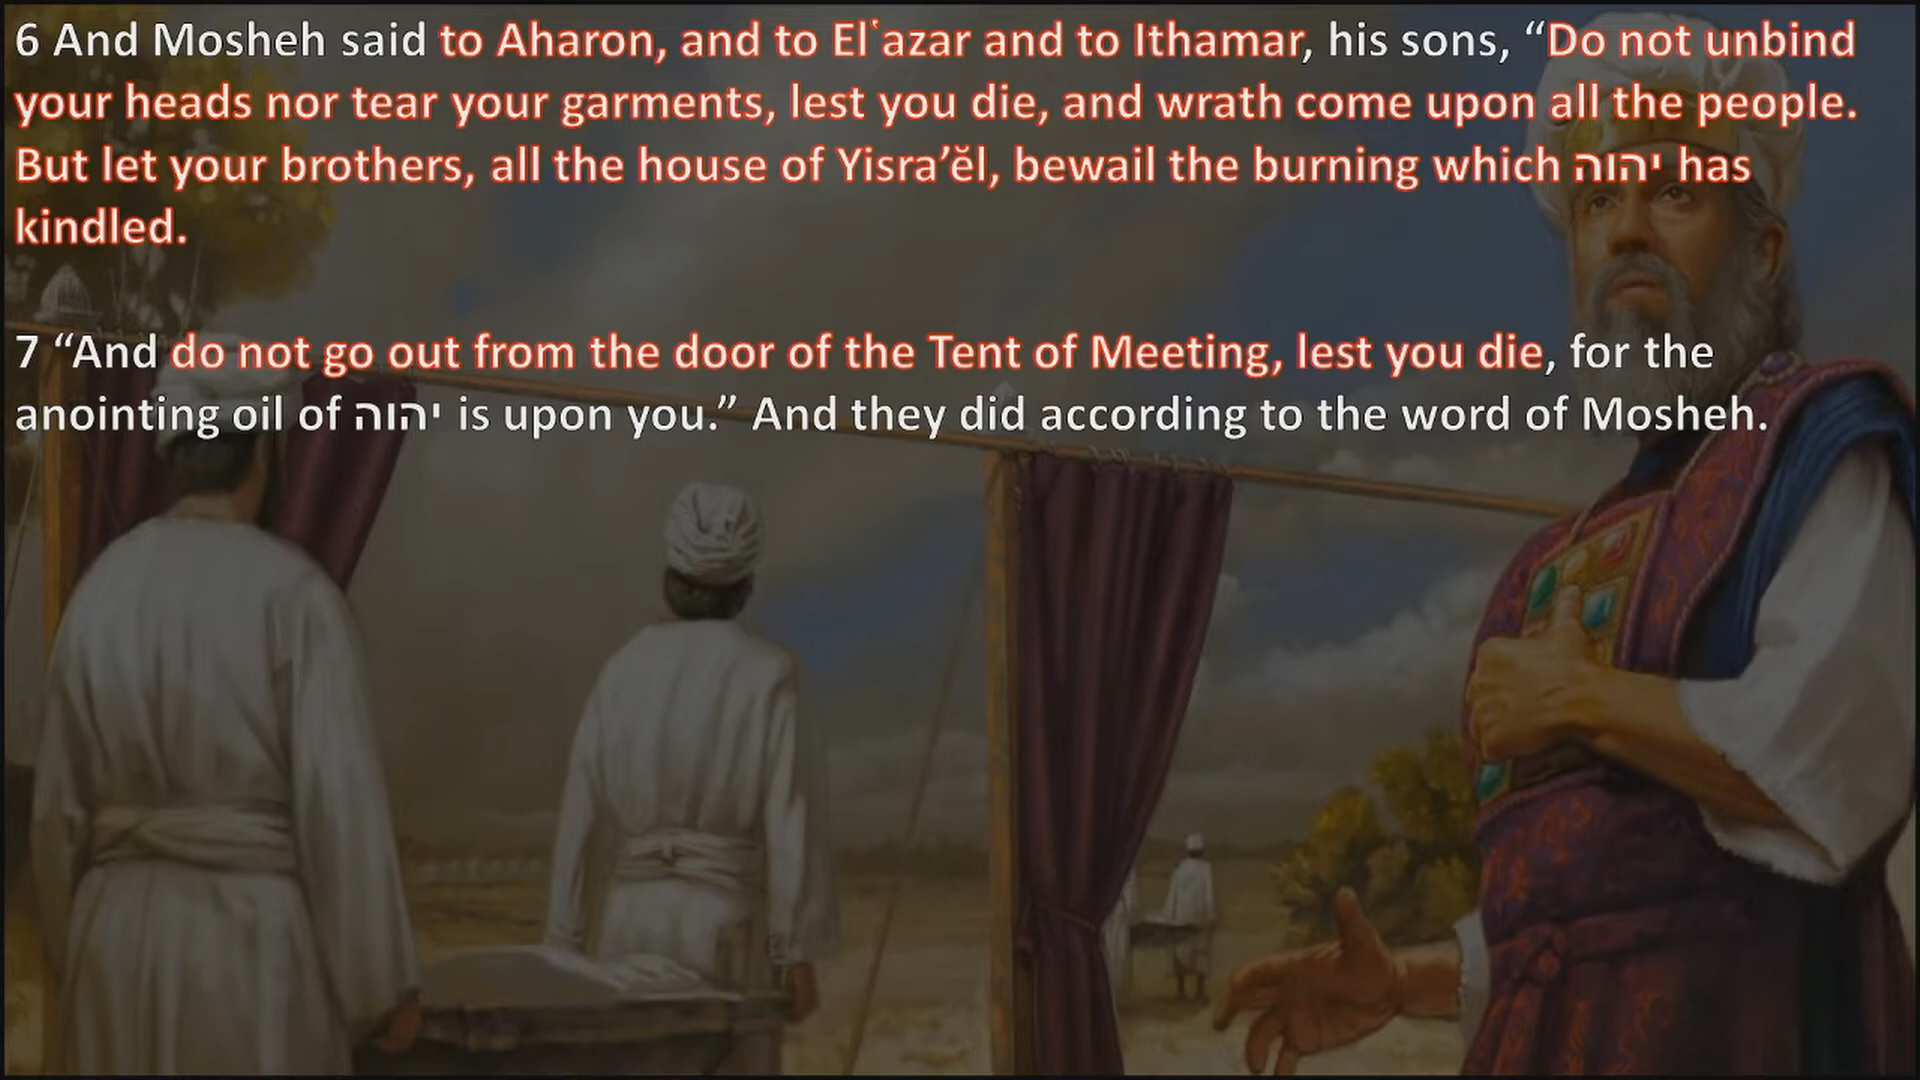 6 And Mosheh said to Aharon, and to Elʽazar and to Ithamar, his sons, “Do not unbind
your heads nor tear your garments, lest you die, and wrath come upon all the people.
But let your brothers, all the house of Yisra’ĕl, bewail the burning which יהוה has
kindled.
7 “And do not go out from the door of the Tent of Meeting, lest you die, for the
anointing oil of יהוה is upon you.” And they did according to the word of Mosheh.